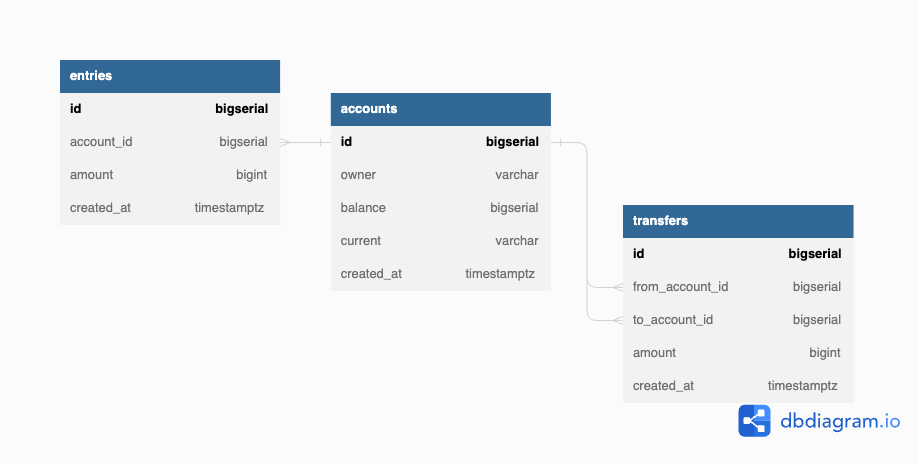 entries
id bigserial
account_id bigserial
amount bigint
created_at timestamptz
accounts
id bigserial
owner varchar
balance bigserial
current varchar
created_at timestamptz
transfers
id bigserial
from_account_id bigserial
to_account_id bigserial
amount bigint
created_at timestamptz
dbdiagram.io